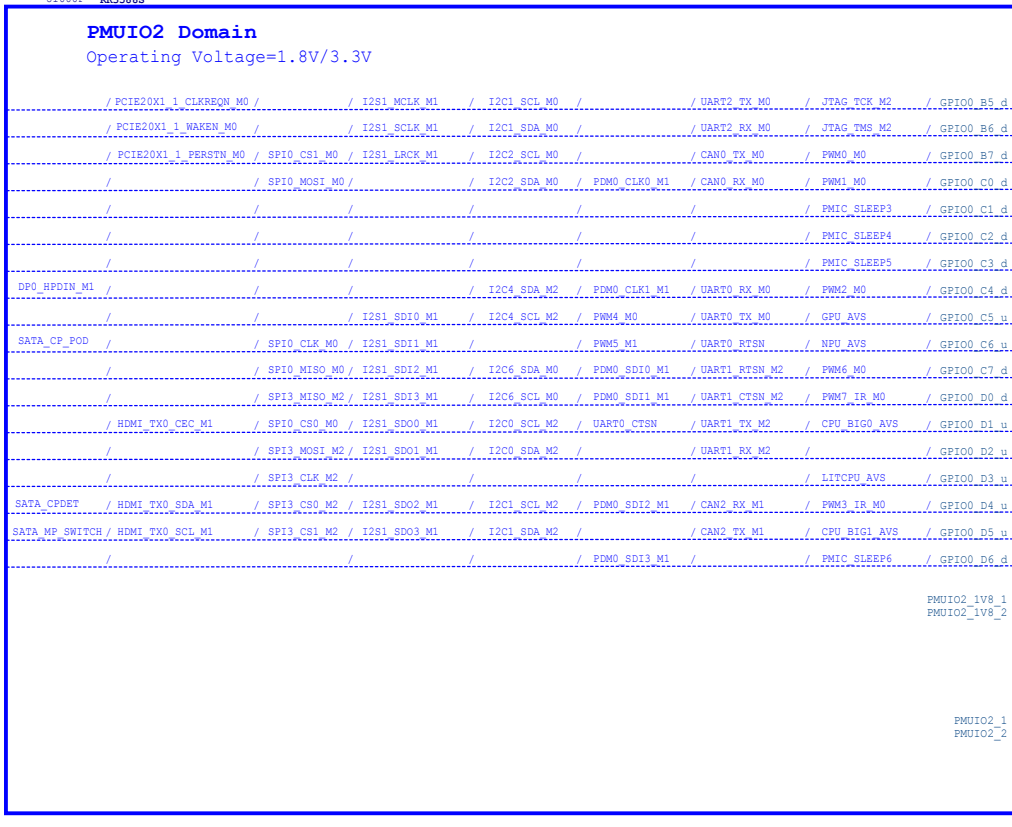 PMUIO2 Domain
Operating Voltage=1.8V/3.3V
/ PCIE20X1_1_CLKREQN_M0 / / I2S1_MCLK_M1 / I2C1_SCL_M0 / / UART2_TX_M0 / JTAG_TCK_M2 / GPIO0_B5_d
/ PCIE20X1_1_WAKEN_M0 / / I2S1_SCLK_M1 / I2C1_SDA_M0 / / UART2_RX_M0 / JTAG_TMS_M2 / GPIO0_B6_d
/ PCIE20X1_1_PERSTN_M0 / SPI0_CS1_M0 / I2S1_LRCK_M1 / I2C2_SCL_M0 / / CAN0_TX_M0 / PWM0_M0 / GPIO0_B7_d
/ / SPI0_MOSI_M0 / / I2C2_SDA_M0 / PDM0_CLK0_M1 / CAN0_RX_M0 / PWM1_M0 / GPIO0_C0_d
/ / / / / / / PMIC_SLEEP3 / GPIO0_C1_d
/ / / / / / / PMIC_SLEEP4 / GPIO0_C2_d
/ / / / / / / PMIC_SLEEP5 / GPIO0_C3_d
DP0_HPDIN_M1 / / / / I2C4_SDA_M2 / PDM0_CLK1_M1 / UART0_RX_M0 / PWM2_M0 / GPIO0_C4_d
/ / / I2S1_SDI0_M1 / I2C4_SCL_M2 / PWM4_M0 / UART0_TX_M0 / GPU_AVS / GPIO0_C5_u
SATA_CP_POD / / SPI0_CLK_M0 / I2S1_SDI1_M1 / / PWM5_M1 / UART0_RTSN / NPU_AVS / GPIO0_C6_u
/ / SPI0_MISO_M0 / I2S1_SDI2_M1 / I2C6_SDA_M0 / PDM0_SDI0_M1 / UART1_RTSN_M2 / PWM6_M0 / GPIO0_C7_d
/ / SPI3_MISO_M2 / I2S1_SDI3_M1 / I2C6_SCL_M0 / PDM0_SDI1_M1 / UART1_CTSN_M2 / PWM7_IR_M0 / GPIO0_D0_d
/ HDMI_TX0_CEC_M1 / SPI0_CS0_M0 / I2S1_SDO0_M1 / I2C0_SCL_M2 / UART0_CTSN / UART1_TX_M2 / CPU_BIG0_AVS / GPIO0_D1_u
/ / SPI3_MOSI_M2 / I2S1_SDO1_M1 / I2C0_SDA_M2 / / UART1_RX_M2 / / GPIO0_D2_u
/ / SPI3_CLK_M2 / / / / / LITCPU_AVS / GPIO0_D3_u
SATA_CPDET / HDMI_TX0_SDA_M1 / SPI3_CS0_M2 / I2S1_SDO2_M1 / I2C1_SCL_M2 / PDM0_SDI2_M1 / CAN2_RX_M1 / PWM3_IR_M0 / GPIO0_D4_u
SATA_MP_SWITCH / HDMI_TX0_SCL_M1 / SPI3_CS1_M2 / I2S1_SDO3_M1 / I2C1_SDA_M2 / / CAN2_TX_M1 / CPU_BIG1_AVS / GPIO0_D5_u
/ / / / PDM0_SDI3_M1 / / PMIC_SLEEP6 / GPIO0_D6_d
PMUIO2_1V8_1
PMUIO2_1V8_2
PMUIO2_1
PMUIO2_2